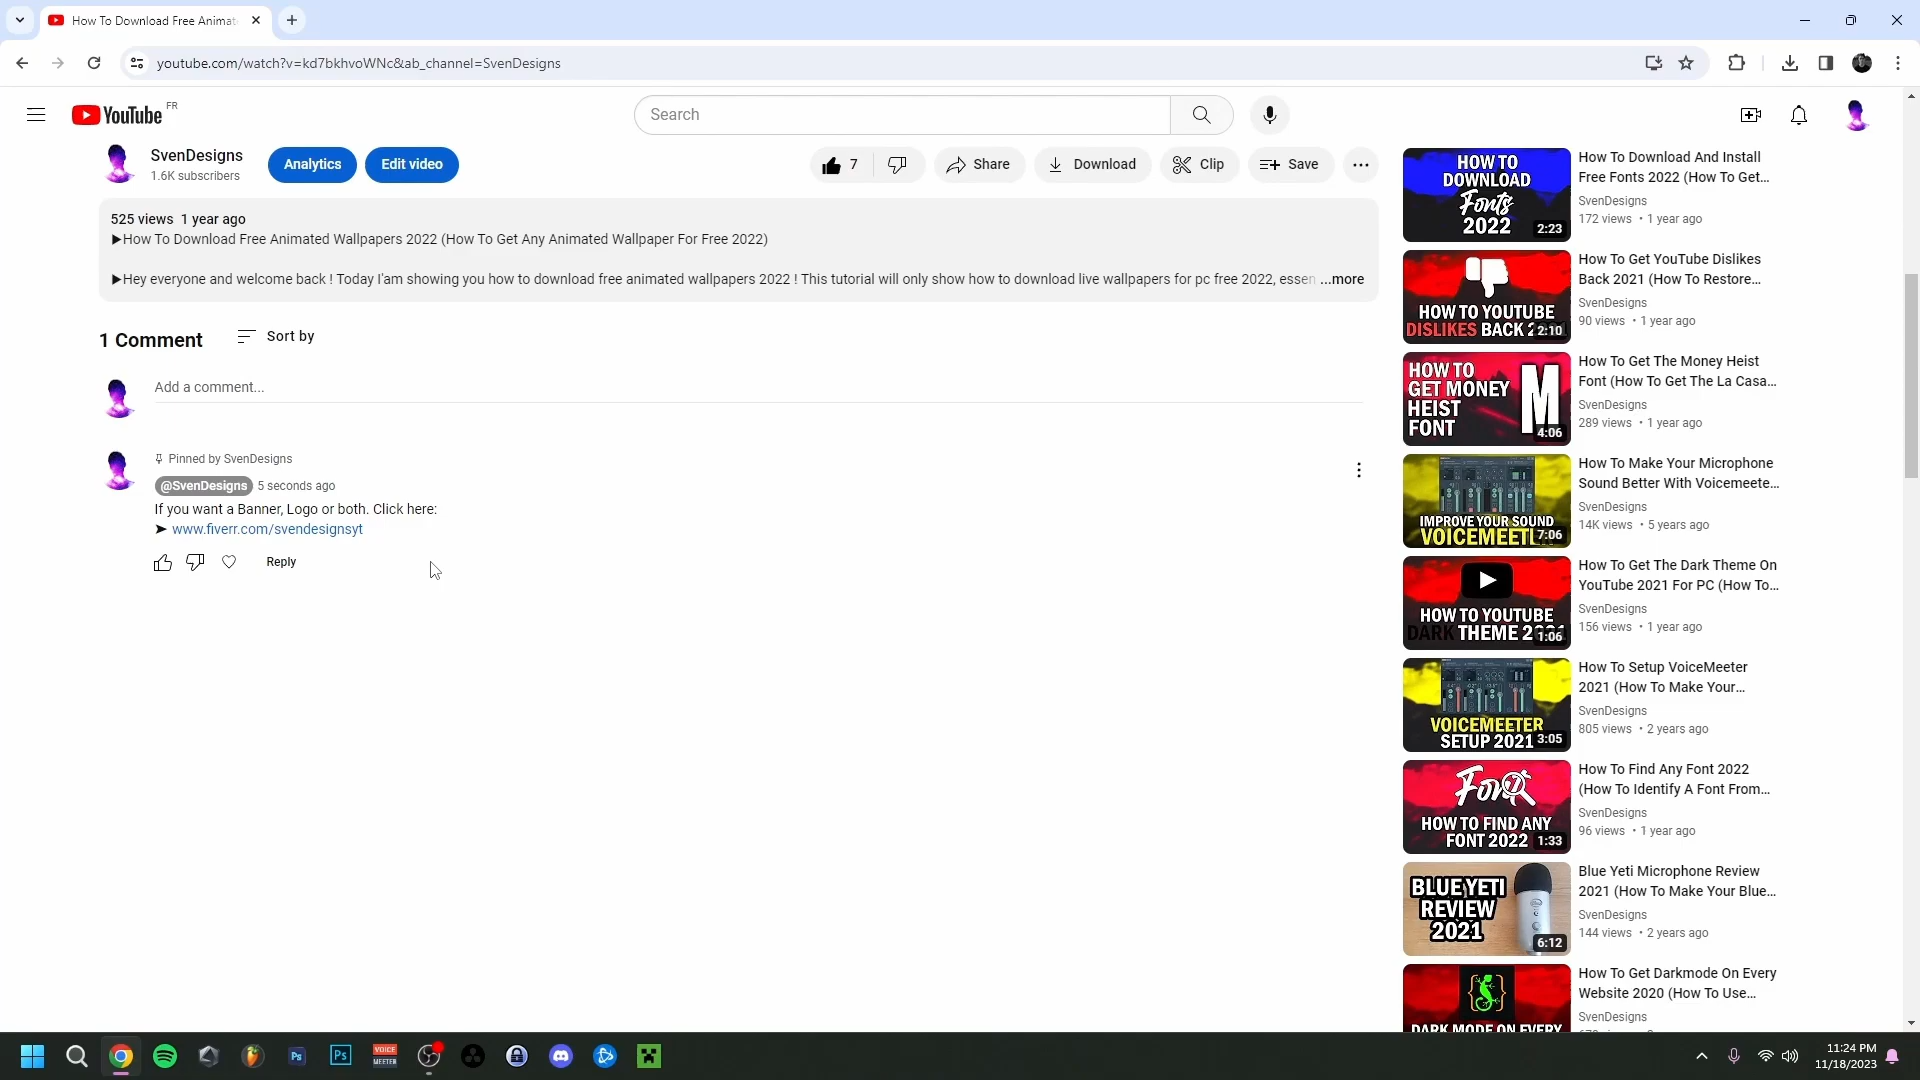 How To Download Free Animat
youtube.com/watch?v=kd7bkhvoWNc&ab_channel=SvenDesigns
YouTube FR
Search
SvenDesigns
1.6K subscribers
Analytics
Edit video
7
Share
Download
Clip
Save
525 views 1 year ago
▶How To Download Free Animated Wallpapers 2022 (How To Get Any Animated Wallpaper For Free 2022)
▶Hey everyone and welcome back ! Today I'am showing you how to download free animated wallpapers 2022 ! This tutorial will only show how to download live wallpapers for pc free 2022, essen ...more
1 Comment
Sort by
Add a comment...
Pinned by SvenDesigns
@SvenDesigns 5 seconds ago
If you want a Banner, Logo or both. Click here:
➤ www.fiverr.com/svendesignsyt
Reply
HOW TO
DOWNLOAD
Fonts
2022
2:23
How To Download And Install
Free Fonts 2022 (How To Get...
SvenDesigns
172 views • 1 year ago
HOW TO YOUTUBE
DISLIKES BACK 2
2:10
How To Get YouTube Dislikes
Back 2021 (How To Restore...
SvenDesigns
90 views • 1 year ago
HOW TO
GET MONEY
HEIST
FONT
M
4:06
How To Get The Money Heist
Font (How To Get The La Casa...
SvenDesigns
289 views • 1 year ago
IMPROVE YOUR SOUND
VOICEMEET
7:06
How To Make Your Microphone
Sound Better With Voicemeete...
SvenDesigns
14K views • 5 years ago
HOW TO YOUTUBE
DARK THEME 2021
1:06
How To Get The Dark Theme On
YouTube 2021 For PC (How To...
SvenDesigns
156 views • 1 year ago
VOICEMEETER
SETUP 2021
3:05
How To Setup VoiceMeeter
2021 (How To Make Your...
SvenDesigns
805 views • 2 years ago
Font
HOW TO FIND ANY
FONT 2022
1:33
How To Find Any Font 2022
(How To Identify A Font From...
SvenDesigns
96 views • 1 year ago
BLUE YETI
REVIEW
2021
6:12
Blue Yeti Microphone Review
2021 (How To Make Your Blue...
SvenDesigns
144 views • 2 years ago
DARK MODE ON EVERY
How To Get Darkmode On Every
Website 2020 (How To Use...
SvenDesigns
Ps
Ps
VOICE
MEETER
11:24 PM
11/18/2023